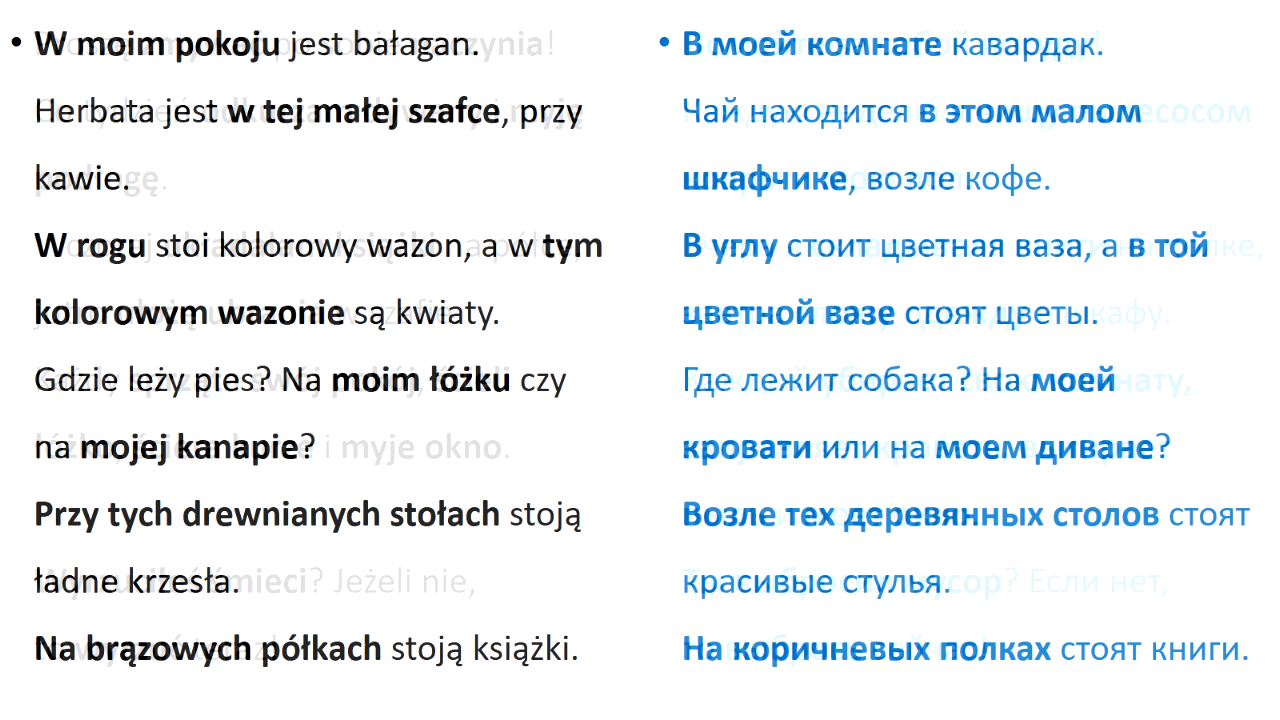 • W moim pokoju jest bałagan.
Herbata jest w tej małej szafce, przy
kawie.
W rogu stoi kolorowy wazon, a w tym
kolorowym wazonie są kwiaty.
Gdzie leży pies? Na moim łóżku czy
na mojej kanapie?
Przy tych drewnianych stołach stoją
ładne krzesła.
Na brązowych półkach stoją książki.
• В моей комнате кавардак.
Чай находится в этом малом
шкафчике, возле кофе.
В углу стоит цветная ваза, а в той
цветной вазе стоят цветы.
Где лежит собака? На моей
кровати или на моем диване?
Возле тех деревянных столов стоят
красивые стулья.
На коричневых полках стоят книги.